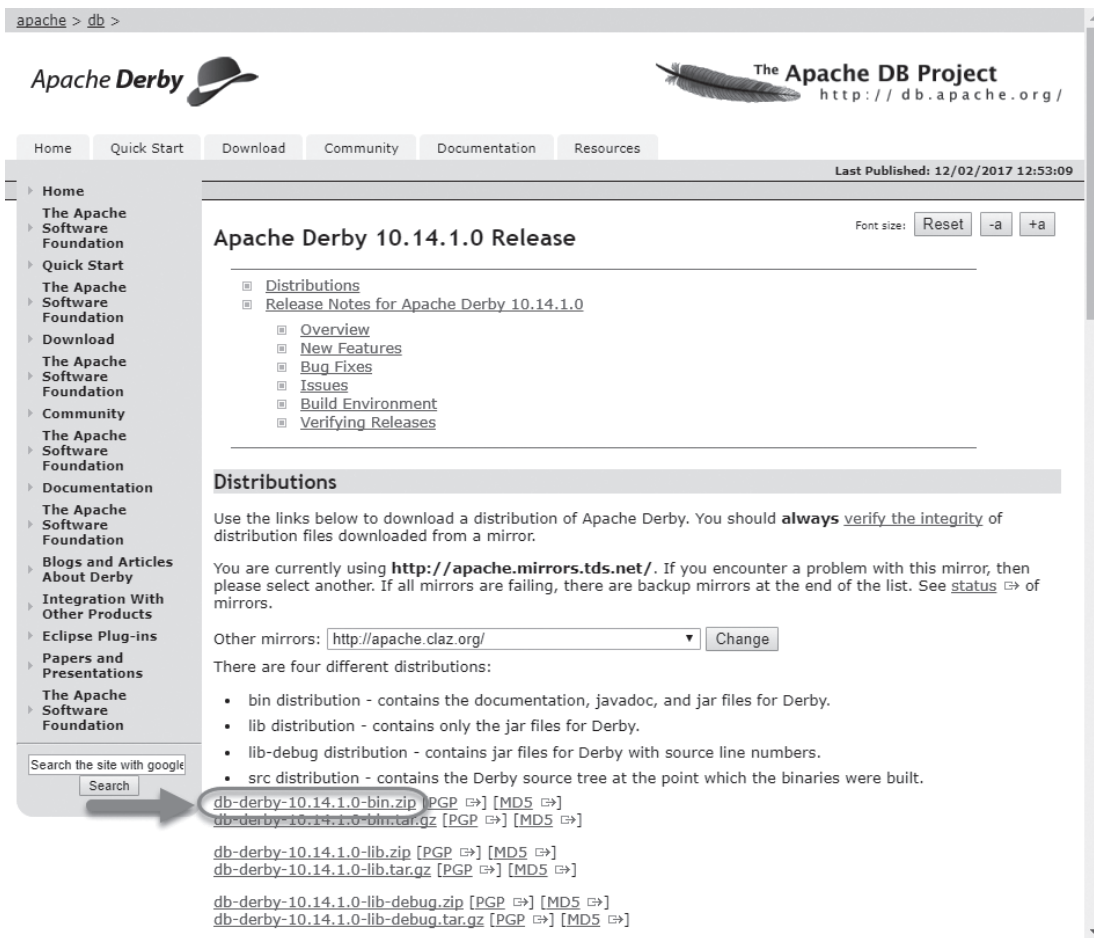 apache > db >
Apache Derby
The Apache DB Project
http://db.apache.org/
Home Quick Start Download Community Documentation Resources
Last Published: 12/02/2017 12:53:09
Home
The Apache
Software
Foundation
Quick Start
The Apache
Software
Foundation
Download
The Apache
Software
Foundation
Community
The Apache
Software
Foundation
Documentation
The Apache
Software
Foundation
Blogs and Articles
About Derby
Integration With
Other Products
Eclipse Plug-ins
Papers and
Presentations
The Apache
Software
Foundation
Search the site with google
Search
Apache Derby 10.14.1.0 Release
Font size: Reset -a +a
Distributions
Release Notes for Apache Derby 10.14.1.0
Overview
New Features
Bug Fixes
Issues
Build Environment
Verifying Releases
Distributions
Use the links below to download a distribution of Apache Derby. You should always verify the integrity of
distribution files downloaded from a mirror.
You are currently using http://apache.mirrors.tds.net/. If you encounter a problem with this mirror, then
please select another. If all mirrors are failing, there are backup mirrors at the end of the list. See status of
mirrors.
Other mirrors: http://apache.claz.org/ Change
There are four different distributions:
• bin distribution - contains the documentation, javadoc, and jar files for Derby.
• lib distribution - contains only the jar files for Derby.
• lib-debug distribution - contains jar files for Derby with source line numbers.
• src distribution - contains the Derby source tree at the point which the binaries were built.
db-derby-10.14.1.0-bin.zip [PGP] [MD5]
db-derby-10.14.1.0-bin.tar.gz [PGP] [MD5]
db-derby-10.14.1.0-lib.zip [PGP] [MD5]
db-derby-10.14.1.0-lib.tar.gz [PGP] [MD5]
db-derby-10.14.1.0-lib-debug.zip [PGP] [MD5]
db-derby-10.14.1.0-lib-debug.tar.gz [PGP] [MD5]